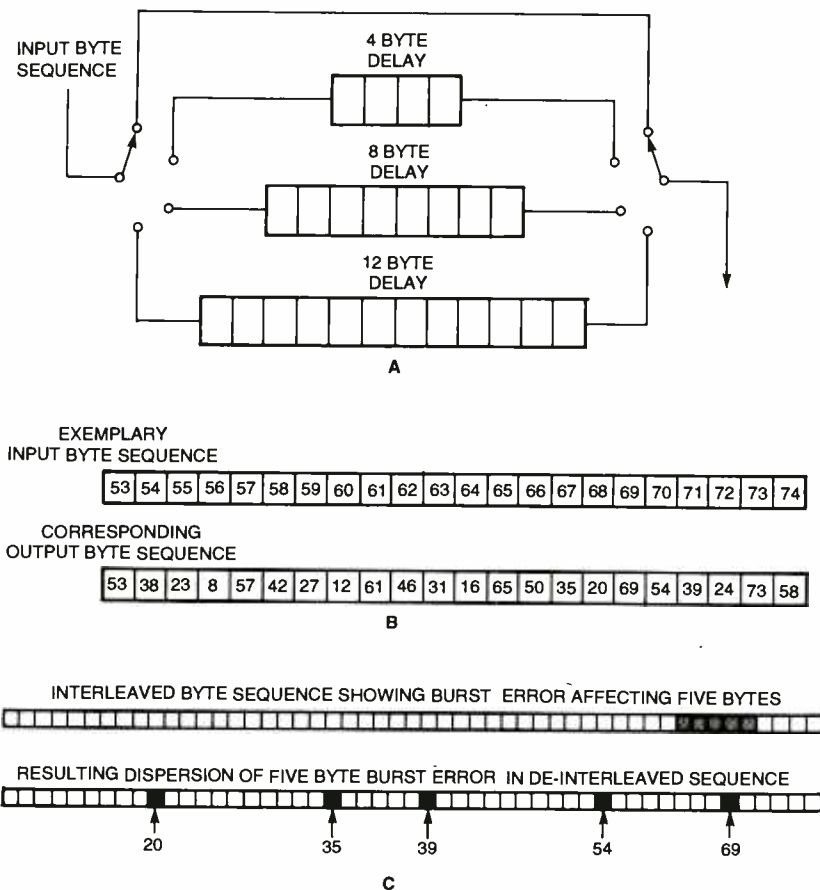 INPUT BYTE
SEQUENCE
4 BYTE
DELAY
8 BYTE
DELAY
12 BYTE
DELAY
A
EXEMPLARY
INPUT BYTE SEQUENCE
53 54 55 56 57 58 59 60 61 62 63 64 65 66 67 68 69 70 71 72 73 74
CORRESPONDING
OUTPUT BYTE SEQUENCE
53 38 23 8 57 42 27 12 61 46 31 16 65 50 35 20 69 54 39 24 73 58
B
INTERLEAVED BYTE SEQUENCE SHOWING BURST ERROR AFFECTING FIVE BYTES
RESULTING DISPERSION OF FIVE BYTE BURST ERROR IN DE-INTERLEAVED SEQUENCE
20 35 39 54 69
C